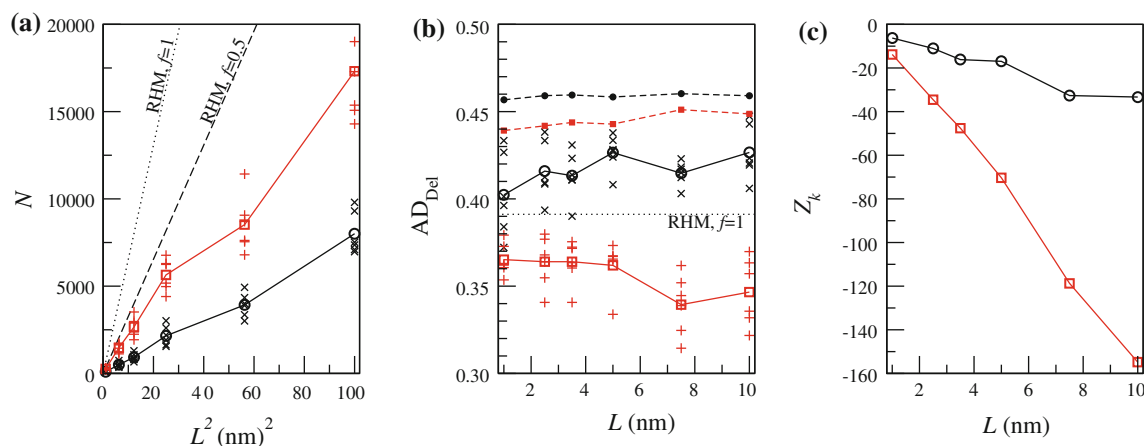 (a)
20000
15000
10000
5000
0
N
0 20 40 60 80 100
L² (nm)²
RHM, f=1
RHM, f=0.5
(b)
0.50
0.45
0.40
0.35
0.30
AD_Del
2 4 6 8 10
L (nm)
RHM, f=1
(c)
0
-20
-40
-60
-80
-100
-120
-140
-160
Z_k
2 4 6 8 10
L (nm)